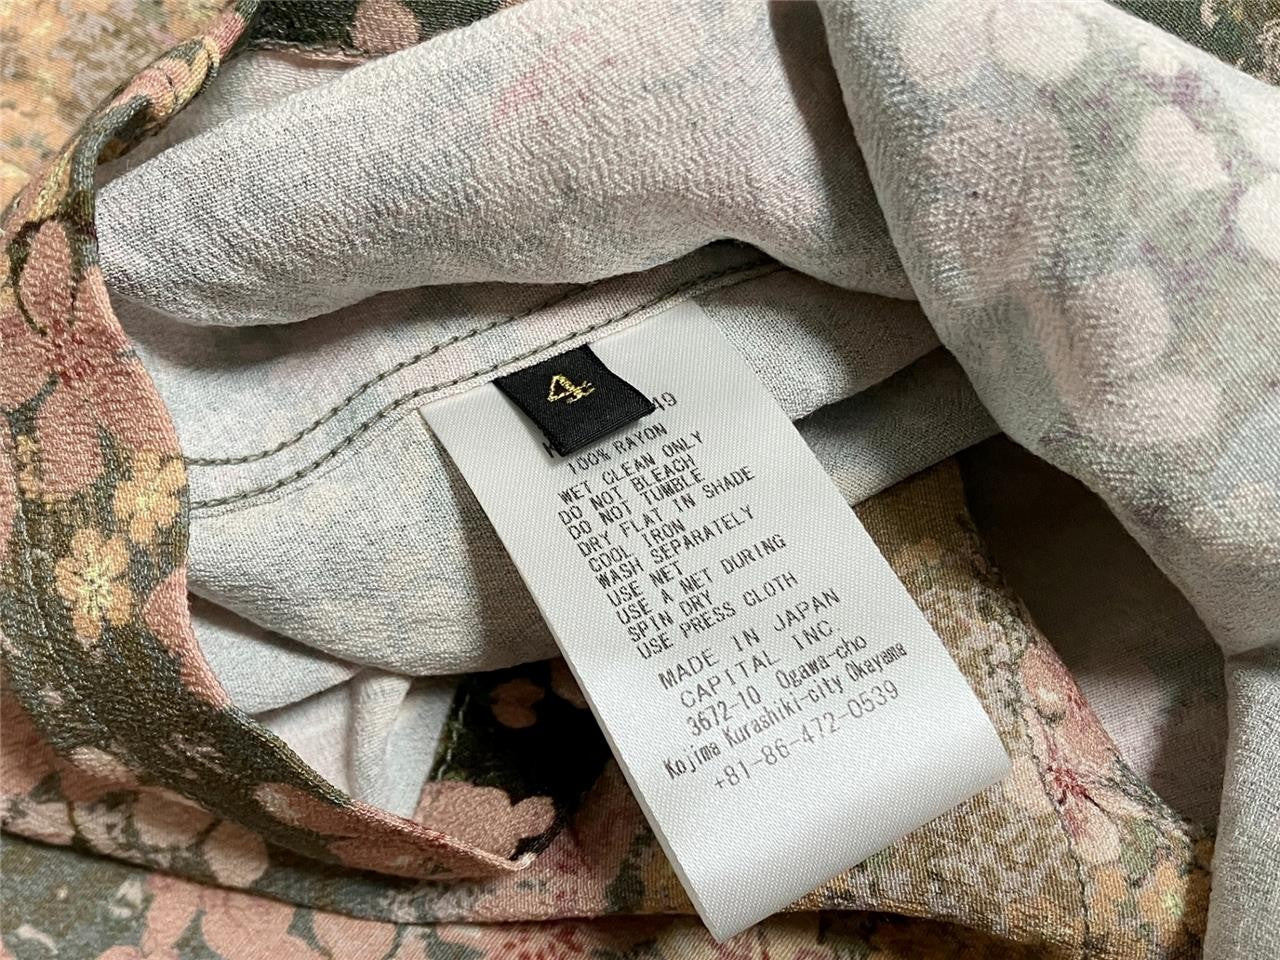 4
49
100% RAYON
WET CLEAN ONLY
DO NOT BLEACH
DO NOT TUMBLE
DRY FLAT IN SHADE
COOL IRON
WASH SEPARATELY
USE NET
USE A NET DURING
SPIN DRY
USE PRESS CLOTH
MADE IN JAPAN
CAPITAL INC.
3672-10 Ogawa-cho
Kojima Kurashiki-city Okayama
+81-86-472-0539